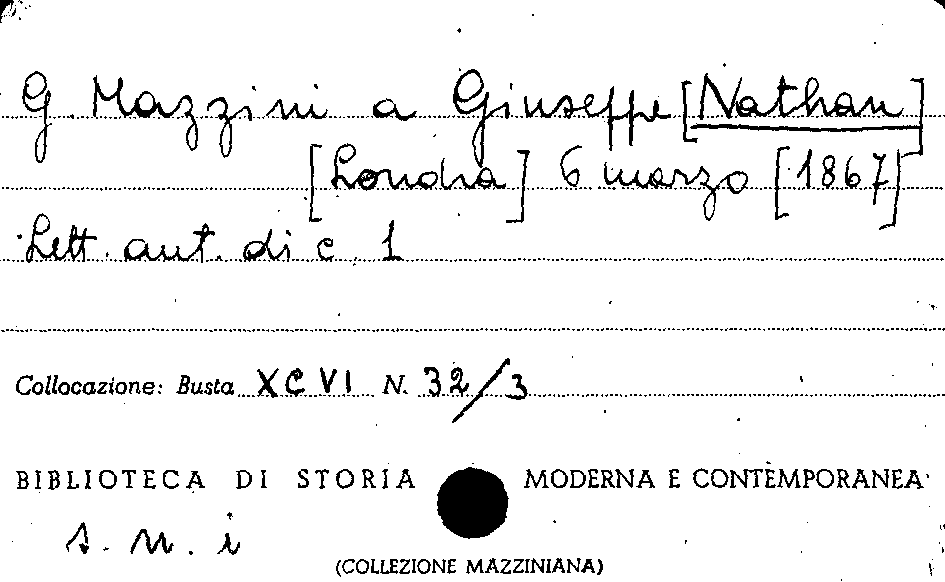 G. Mazzini a Giuseppe [Nathan]
[Londra] 6 marzo [1867]
Lett. aut. di c. 1
Collocazione: Busta XCVI N. 32/3
BIBLIOTECA DI STORIA MODERNA E CONTEMPORANEA
s. n. i
(COLLEZIONE MAZZINIANA)